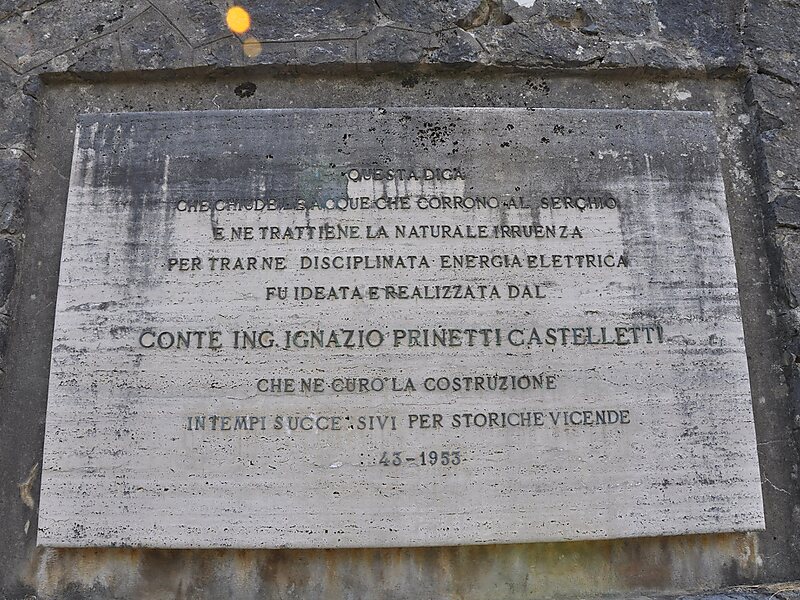 QUESTA DIGA
CHE CHIUDE LE ACQUE CHE CORRONO AL SERCHIO
E NE TRATTIENE LA NATURALE IRRUENZA
PER TRARNE DISCIPLINATA ENERGIA ELETTRICA
FU IDEATA E REALIZZATA DAL
CONTE ING. IGNAZIO PRINETTI CASTELLETTI
CHE NE CURÒ LA COSTRUZIONE
IN TEMPI SUCCESSIVI PER STORICHE VICENDE
43-1953